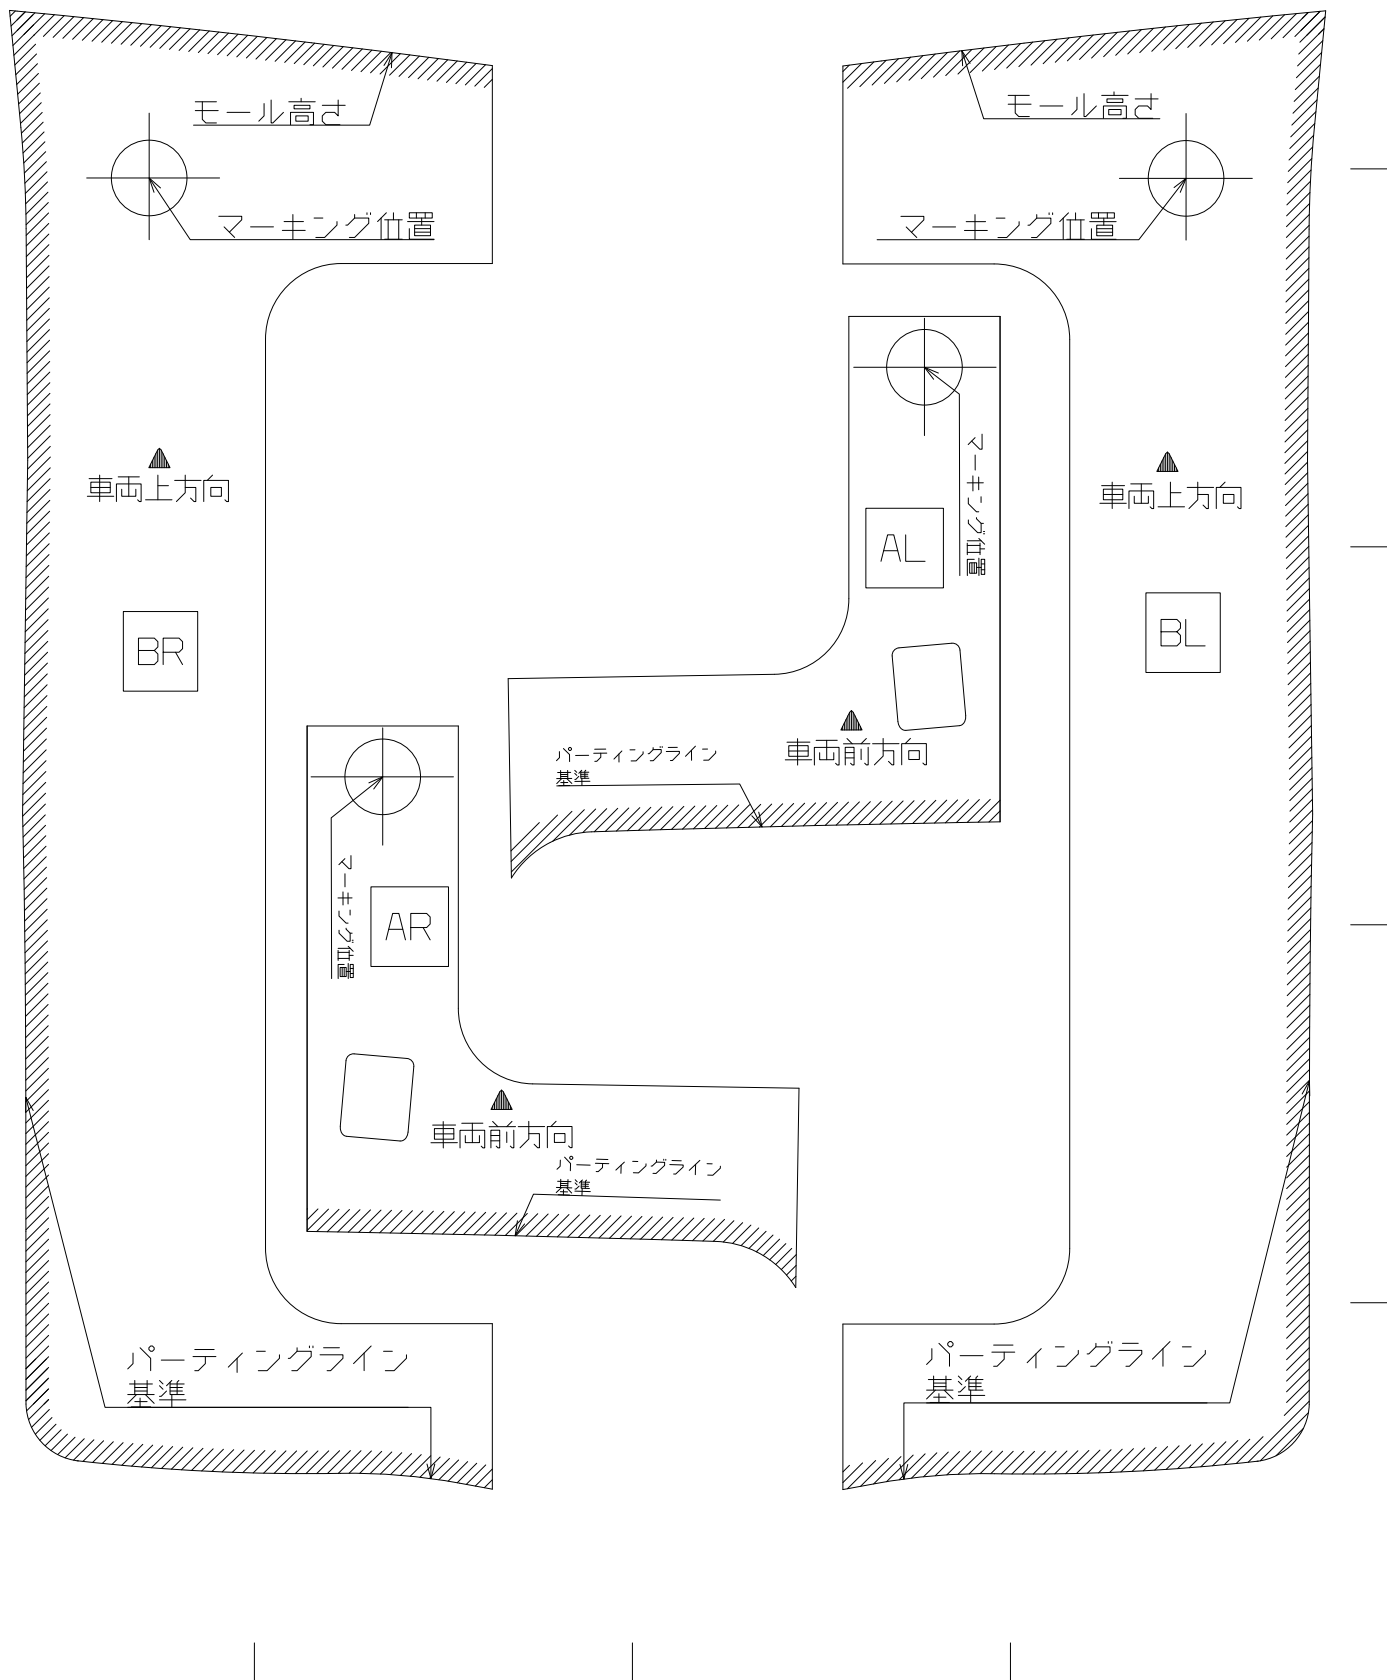 モール高さ
モール高さ
マーキング位置
マーキング位置
車両上方向
マーキング位置
車両上方向
AL
BR
BL
パーティングライン
基準
車両前方向
マーキング位置
AR
車両前方向
パーティングライン
基準
パーティングライン
基準
パーティングライン
基準